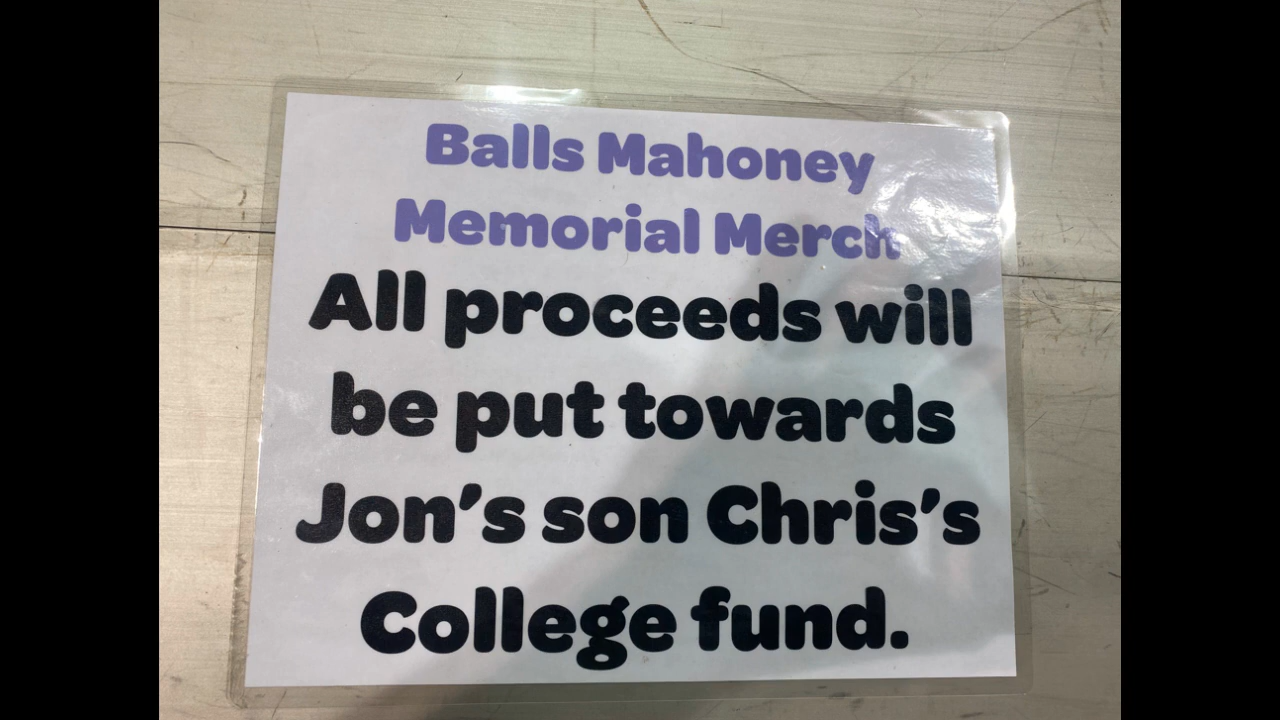 Balls Mahoney
Memorial Merch
All proceeds will
be put towards
Jon's son Chris's
College fund.